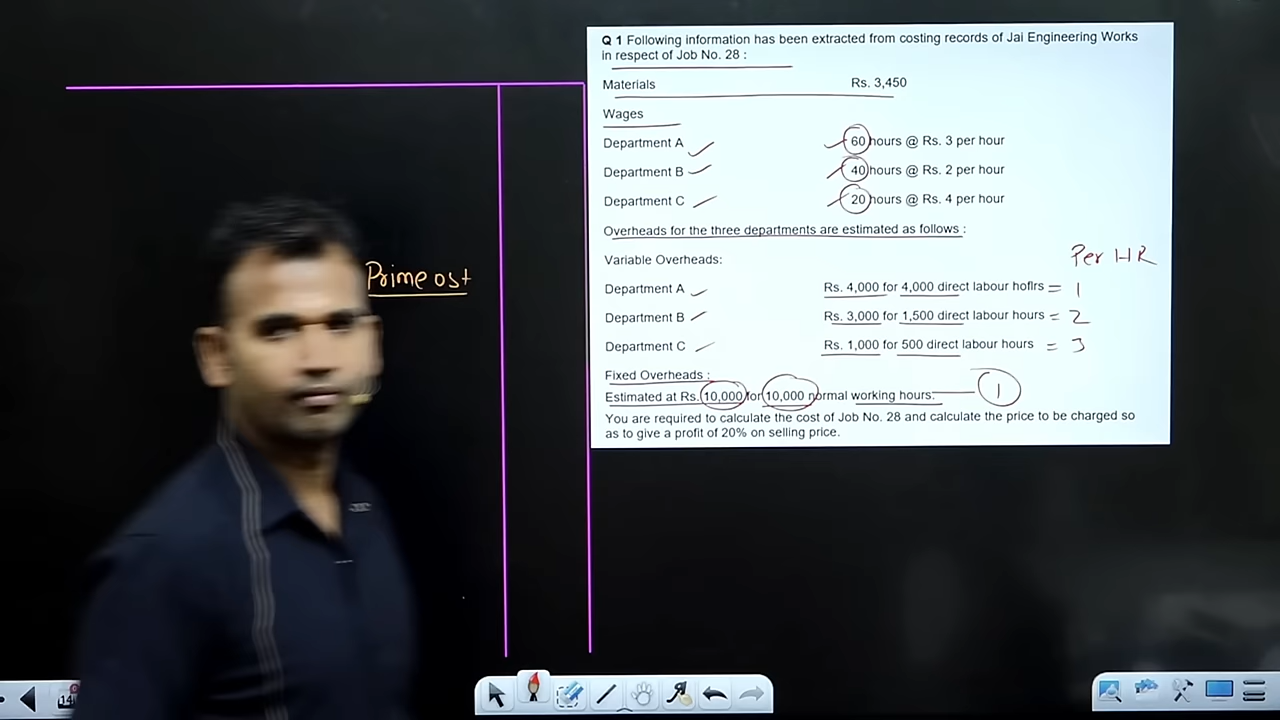 Prime ost
Q 1 Following information has been extracted from costing records of Jai Engineering Works
in respect of Job No. 28 :
Materials Rs. 3,450
Wages
Department A 60 hours @ Rs. 3 per hour
Department B 40 hours @ Rs. 2 per hour
Department C 20 hours @ Rs. 4 per hour
Overheads for the three departments are estimated as follows :
Per HR
Variable Overheads:
Department A Rs. 4,000 for 4,000 direct labour hoflrs = 1
Department B Rs. 3,000 for 1,500 direct labour hours = 2
Department C Rs. 1,000 for 500 direct labour hours = 3
Fixed Overheads :
Estimated at Rs. 10,000 for 10,000 normal working hours. 1
You are required to calculate the cost of Job No. 28 and calculate the price to be charged so
as to give a profit of 20% on selling price.